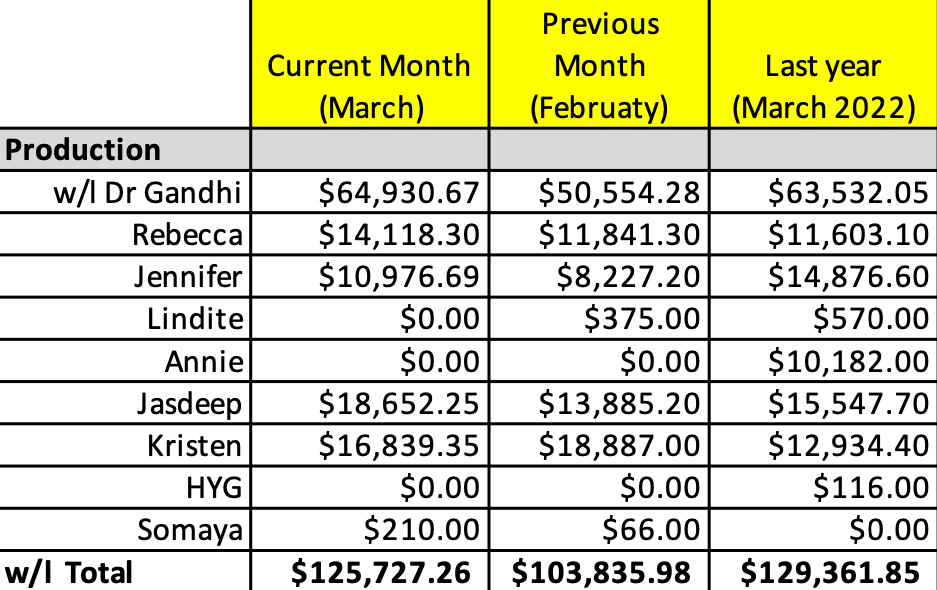 Current Month
(March)
Previous
Month
(Februaty)
Last year
(March 2022)
Production
w/l Dr Gandhi $64,930.67 $50,554.28 $63,532.05
Rebecca $14,118.30 $11,841.30 $11,603.10
Jennifer $10,976.69 $8,227.20 $14,876.60
Lindite $0.00 $375.00 $570.00
Annie $0.00 $0.00 $10,182.00
Jasdeep $18,652.25 $13,885.20 $15,547.70
Kristen $16,839.35 $18,887.00 $12,934.40
HYG $0.00 $0.00 $116.00
Somaya $210.00 $66.00 $0.00
w/l Total $125,727.26 $103,835.98 $129,361.85